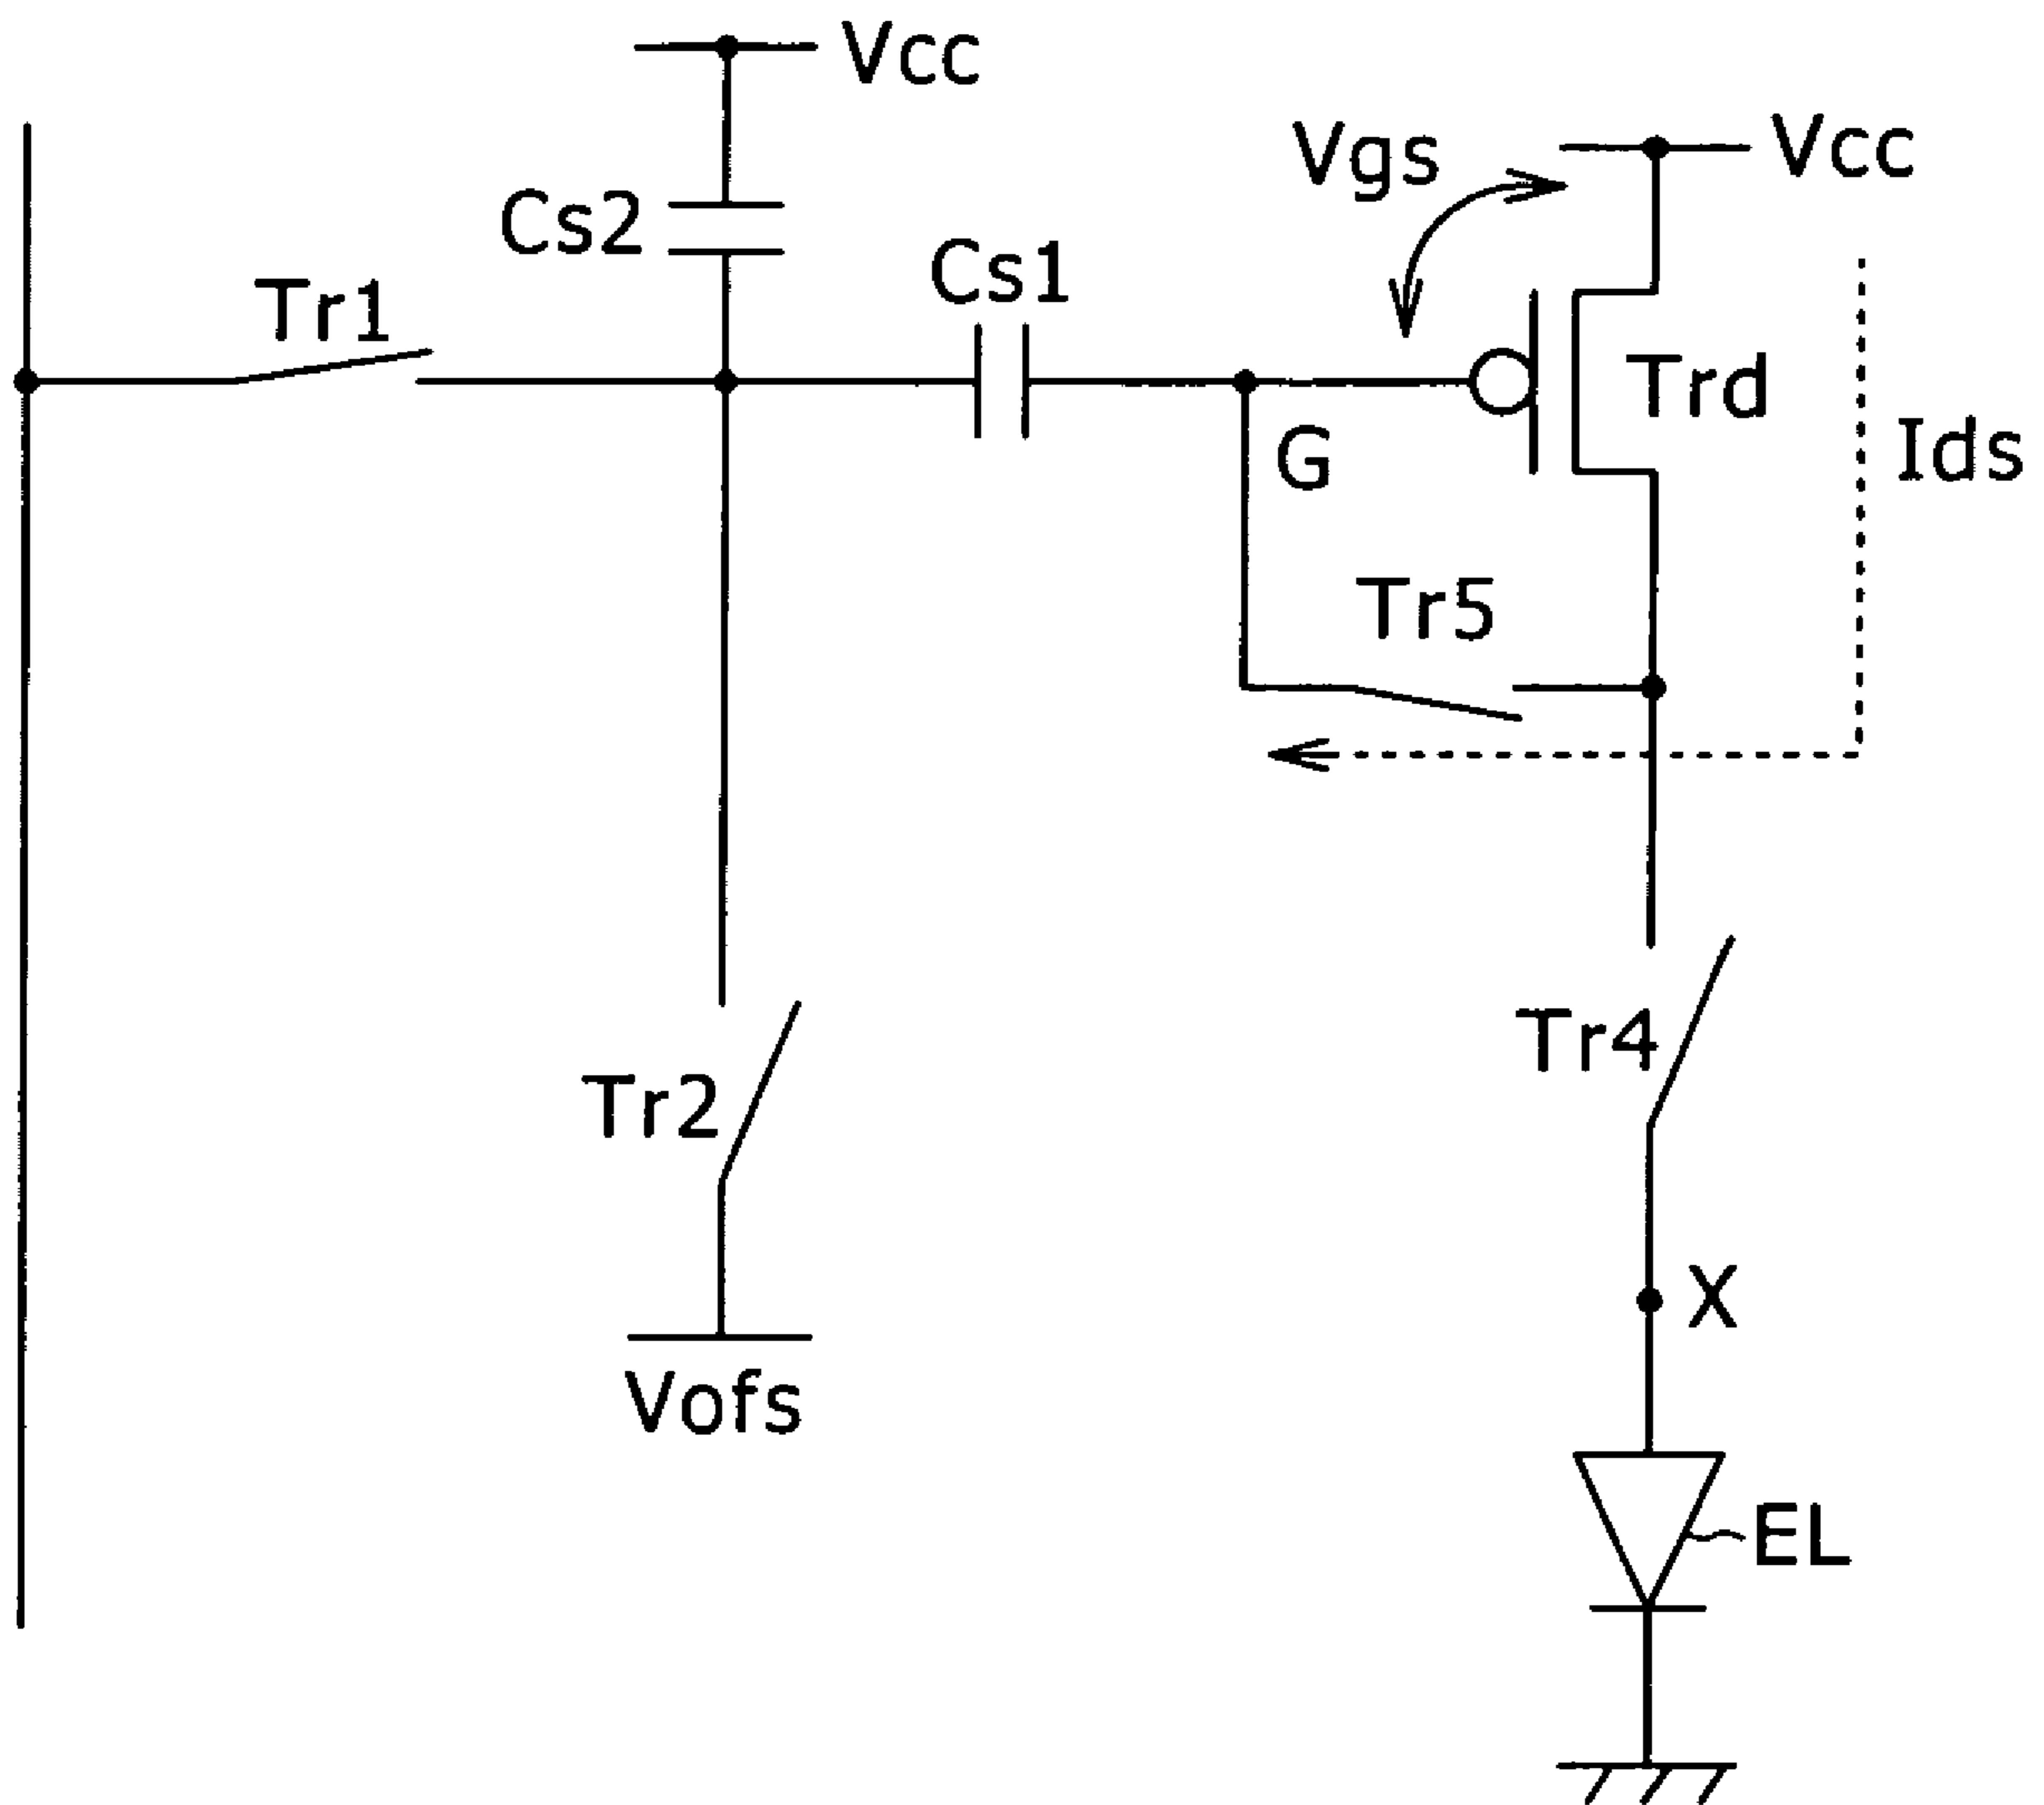 Vcc
Vcc
Vgs
Cs2
Cs1
Tr1
Trd
Ids
G
Tr5
Tr4
Tr2
X
Vofs
EL